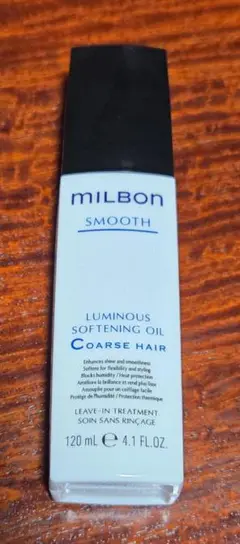 MILBON
SMOOTH
LUMINOUS
SOFTENING OIL
COARSE HAIR
Enhances shine and smoothness
Softens for flexibility and styling
Blocks humidity / Heat protection
Améliore la brillance et rend plus lisse
Assouplit pour un coiffage facile
Protège de l'humidité / Protection thermique
LEAVE-IN TREATMENT
SOIN SANS RINÇAGE
120 mL ℮ 4.1 FL.OZ.